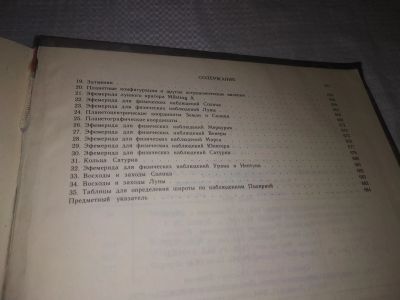 СОДЕРЖАНИЕ
19. Затмения
20. Планетные конфигурации и другие астрономические явления
21. Эфемерида лунного кратера Mösting A
22. Эфемерида для физических наблюдений Солнца
23. Эфемерида для физических наблюдений Луны
24. Планетоцентрические координаты Земли и Солнца
25. Планетографические координаты
26. Эфемерида для физических наблюдений Меркурия
27. Эфемерида для физических наблюдений Венеры
28. Эфемерида для физических наблюдений Марса
29. Эфемерида для физических наблюдений Юпитера
30. Эфемерида для физических наблюдений Сатурна
31. Кольца Сатурна
32. Эфемерида для физических наблюдений Урана и Нептуна
33. Восходы и заходы Солнца
34. Восходы и заходы Луны
35. Таблицы для определения широты по наблюдениям Полярной
Предметный указатель